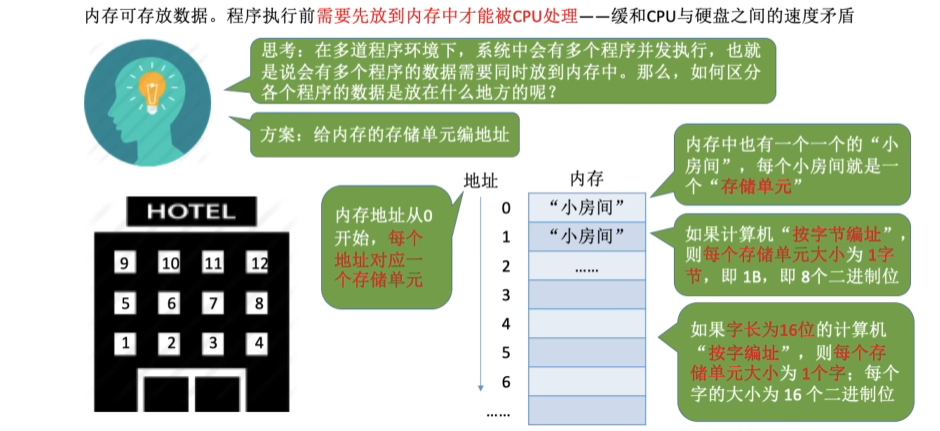 内存可存放数据。程序执行前需要先放到内存中才能被CPU处理——缓和CPU与硬盘之间的速度矛盾
思考：在多道程序环境下，系统中会有多个程序并发执行，也就
是说会有多个程序的数据需要同时放到内存中。那么，如何区分
各个程序的数据是放在什么地方的呢？
方案：给内存的存储单元编地址
HOTEL
9 10 11 12
5 6 7 8
1 2 3 4
内存地址从0
开始，每个
地址对应一
个存储单元
地址 内存
0 “小房间”
1 “小房间”
2 ……
3
4
5
6
……
内存中也有一个一个的“小
房间”，每个小房间就是一
个“存储单元”
如果计算机“按字节编址”，
则每个存储单元大小为 1字
节，即 1B，即 8个二进制位
如果字长为16位的计算机
“按字编址”，则每个存
储单元大小为 1个字；每个
字的大小为 16 个二进制位